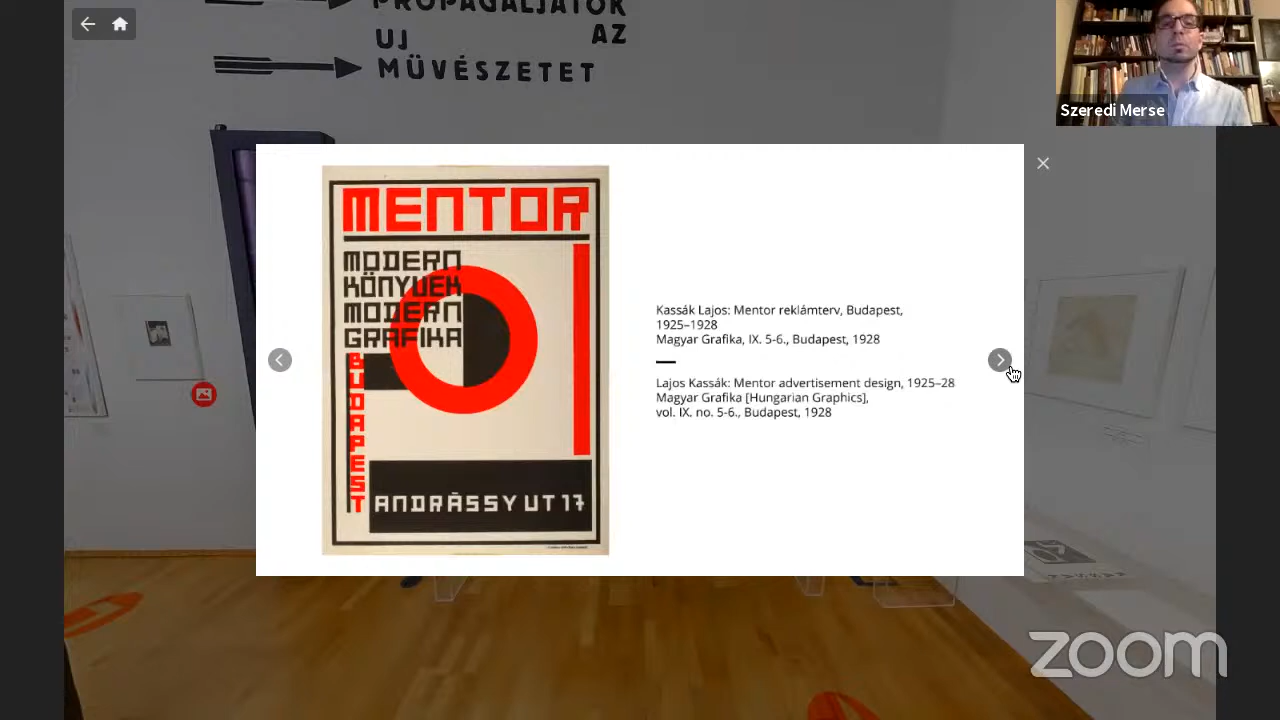 PROPAGÁLJÁTOK
UJ AZ
MŰVÉSZETET
Szeredi Merse
MENTOR
MODERN
KÖNYVEK
MODERN
GRAFIKA
BUDAPEST
ANDRÁSSY UT 17
Kassák Lajos: Mentor reklámterv, Budapest,
1925–1928
Magyar Grafika, IX. 5-6., Budapest, 1928
Lajos Kassák: Mentor advertisement design, 1925–28
Magyar Grafika [Hungarian Graphics],
vol. IX. no. 5-6., Budapest, 1928
zoom